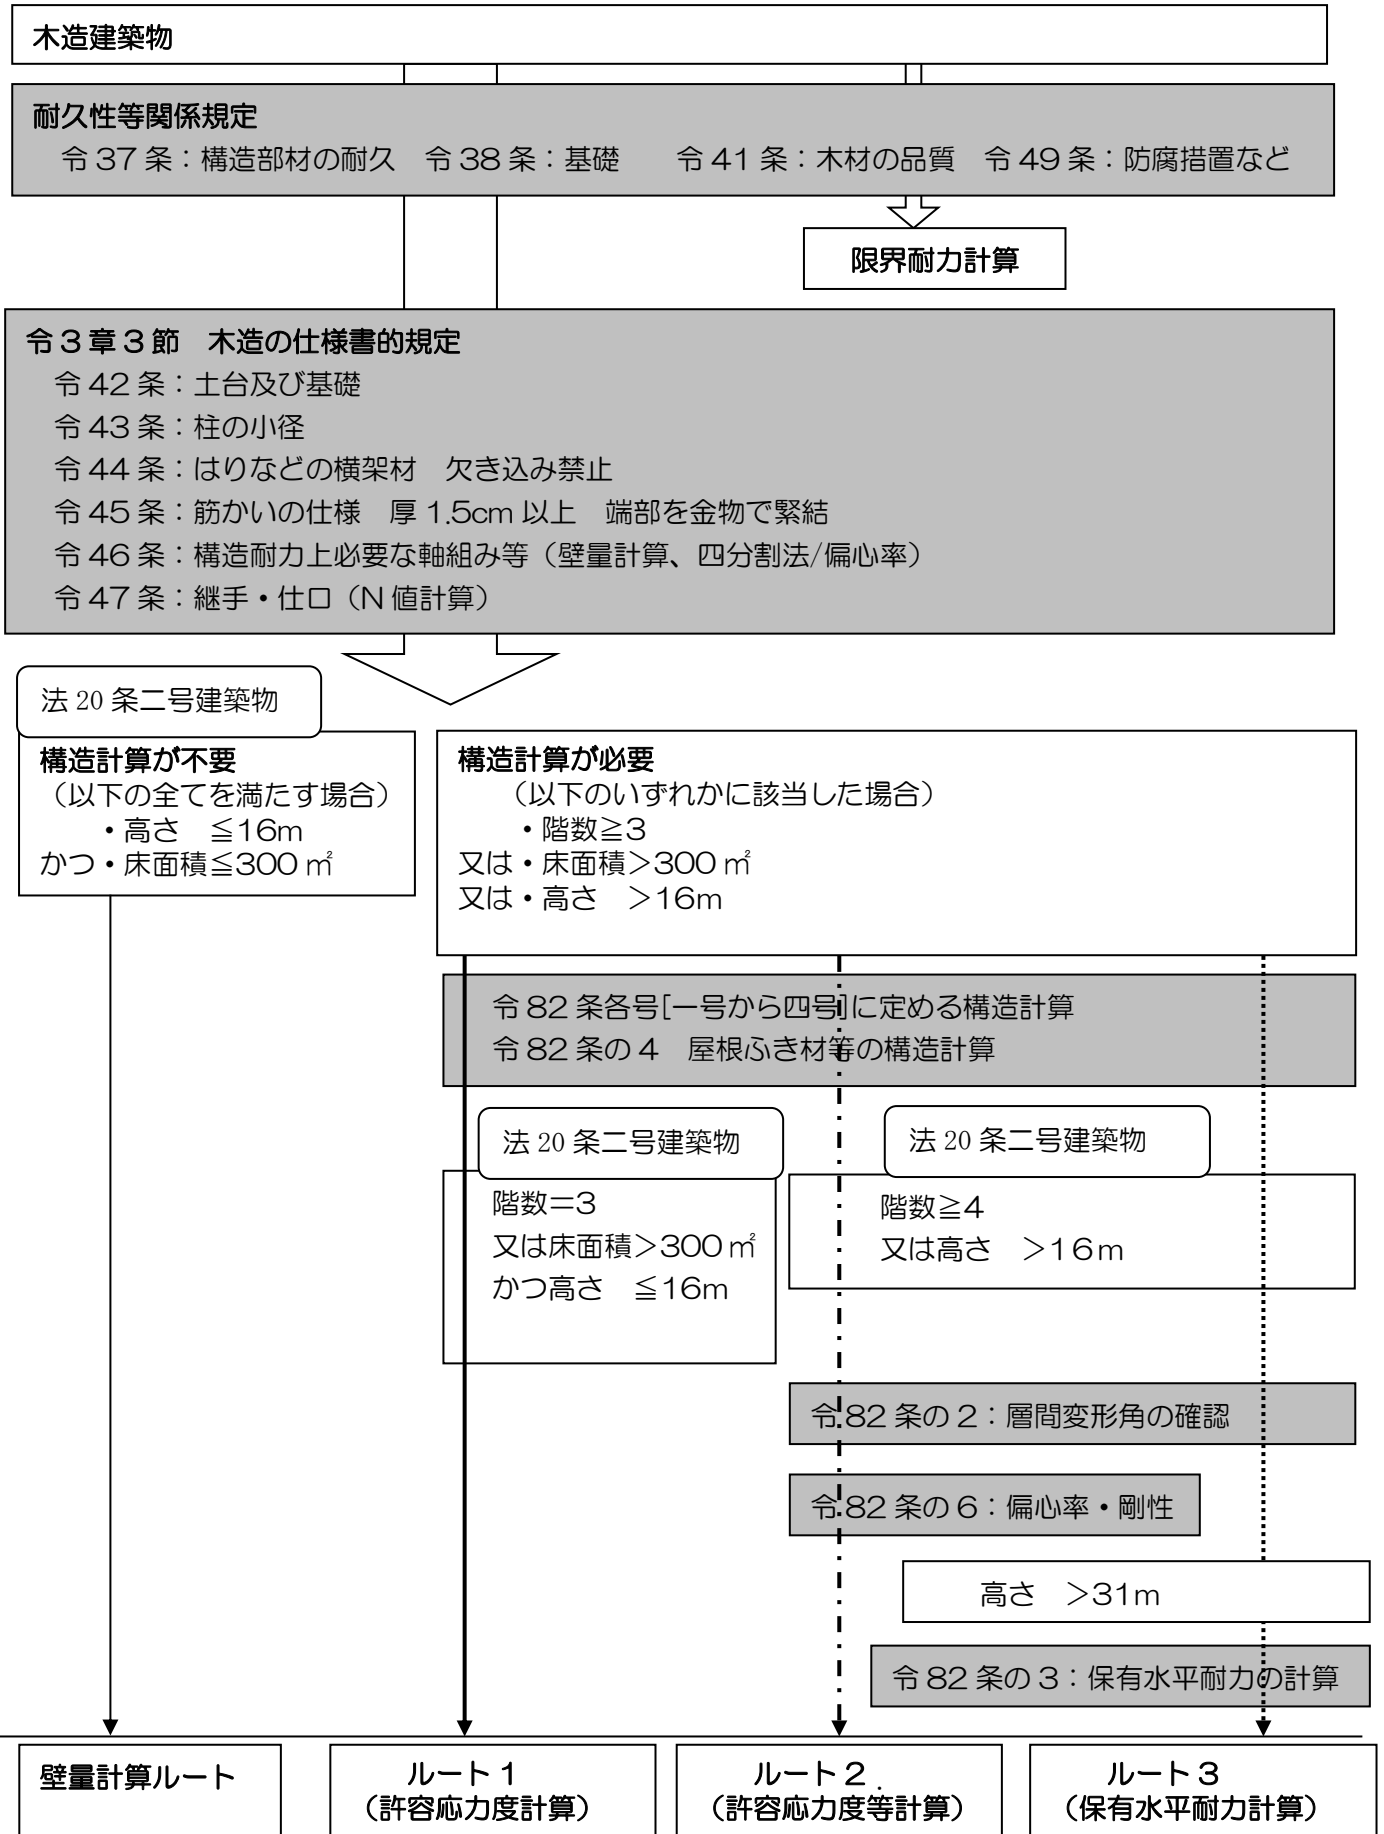 木造建築物
耐久性等関係規定
令37条：構造部材の耐久　令38条：基礎　　令41条：木材の品質　令49条：防腐措置など
限界耐力計算
令3章3節　木造の仕様書的規定
令42条：土台及び基礎
令43条：柱の小径
令44条：はりなどの横架材　欠き込み禁止
令45条：筋かいの仕様　厚1.5cm以上　端部を金物で緊結
令46条：構造耐力上必要な軸組み等（壁量計算、四分割法/偏心率）
令47条：継手・仕口（N値計算）
法20条二号建築物
構造計算が不要
（以下の全てを満たす場合）
・高さ　≦16m
かつ・床面積≦300㎡
構造計算が必要
（以下のいずれかに該当した場合）
・階数≧3
又は・床面積＞300㎡
又は・高さ　＞16m
令82条各号[一号から四号]に定める構造計算
令82条の4　屋根ふき材等の構造計算
法20条二号建築物
階数＝3
又は床面積＞300㎡
かつ高さ　≦16m
法20条二号建築物
階数≧4
又は高さ　＞16m
令82条の2：層間変形角の確認
令82条の6：偏心率・剛性
高さ　＞31m
令82条の3：保有水平耐力の計算
壁量計算ルート
ルート1
（許容応力度計算）
ルート2
（許容応力度等計算）
ルート3
（保有水平耐力計算）